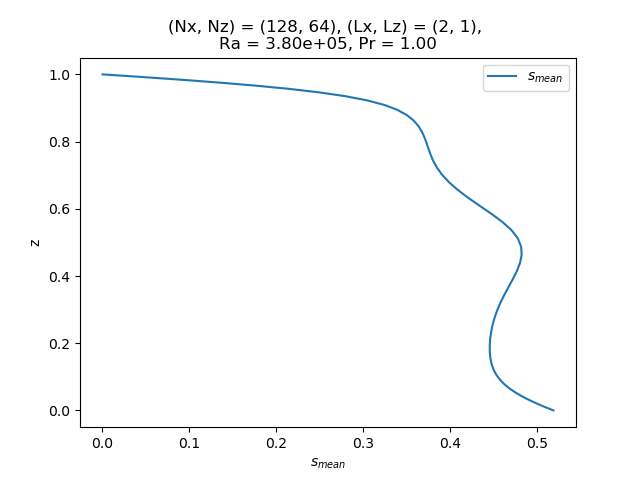 (Nx, Nz) = (128, 64), (Lx, Lz) = (2, 1),
Ra = 3.80e+05, Pr = 1.00
s_mean
1.0
0.8
0.6
0.4
0.2
0.0
z
0.0 0.1 0.2 0.3 0.4 0.5
s_mean